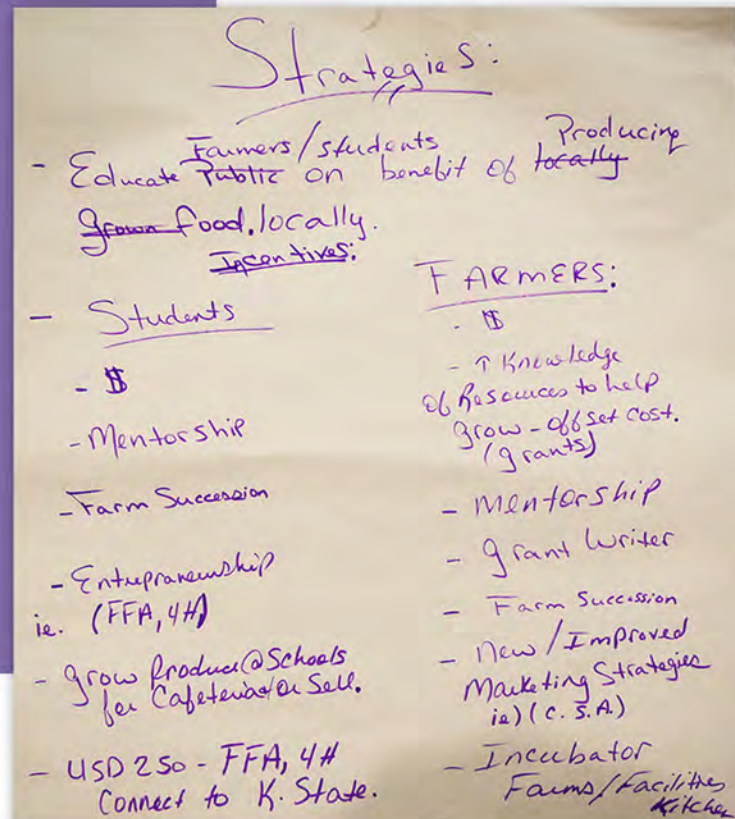 Strategies:
Farmers/students Producing
- Educate Public on benefit of locally
grown food. locally.
Incentives:
- Students
- $
- Mentorship
- Farm Succession
- Entrepraneurship
ie. (FFA, 4H)
- grow Produce @ Schools
for Cafeteria &/or Sell.
- USD 250 - FFA, 4H
Connect to K. State.
FARMERS:
- $
- ↑ Knowledge
of Resources to help
grow - offset cost.
(grants)
- Mentorship
- grant Writer
- Farm Succession
- New / Improved
Marketing Strategies
ie) (C.S.A.)
- Incubator
Farms/Facilities
Kitchen